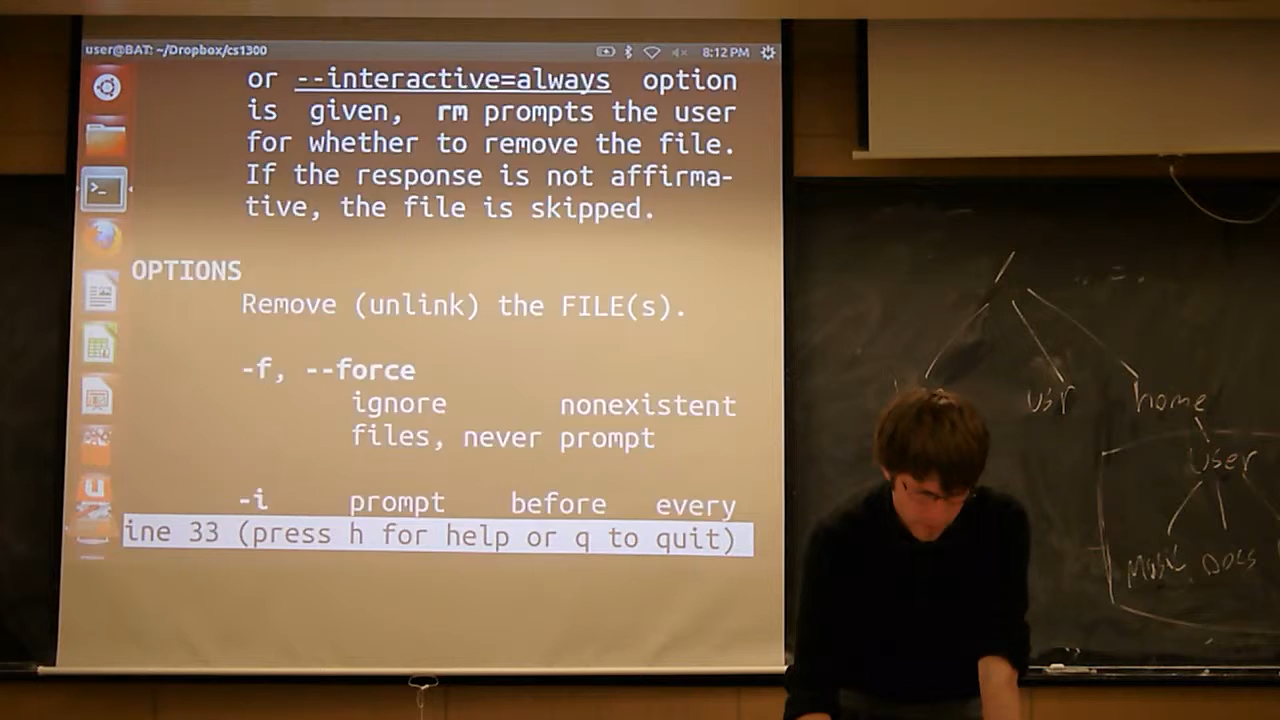 user@BAT: ~/Dropbox/cs1300 8:12 PM
or --interactive=always option
is given, rm prompts the user
for whether to remove the file.
If the response is not affirma-
tive, the file is skipped.
OPTIONS
Remove (unlink) the FILE(s).
-f, --force
ignore nonexistent
files, never prompt
-i prompt before every
ine 33 (press h for help or q to quit)
/
usr home
User
Music Docs